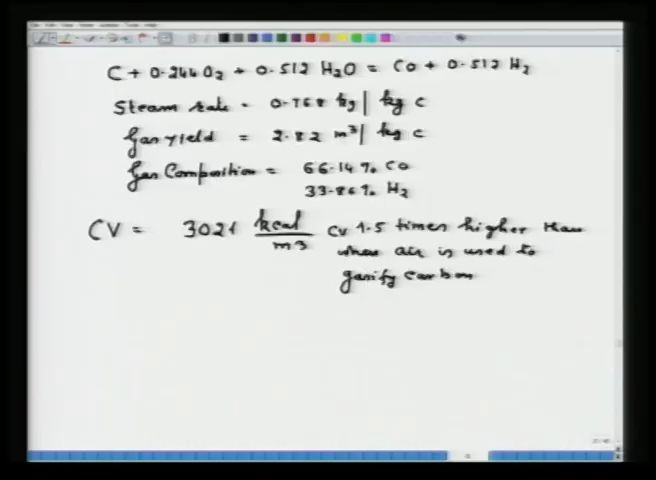 C + 0.244O2 + 0.512 H2O = CO + 0.512 H2
Steam rate = 0.768 kg | kg C
Gas yield = 2.82 m3 | kg C
Gas Composition = 66.14 % CO
33.86 % H2
CV = 3021 kcal/m3
CV 1.5 times higher than
when air is used to
gasify carbon